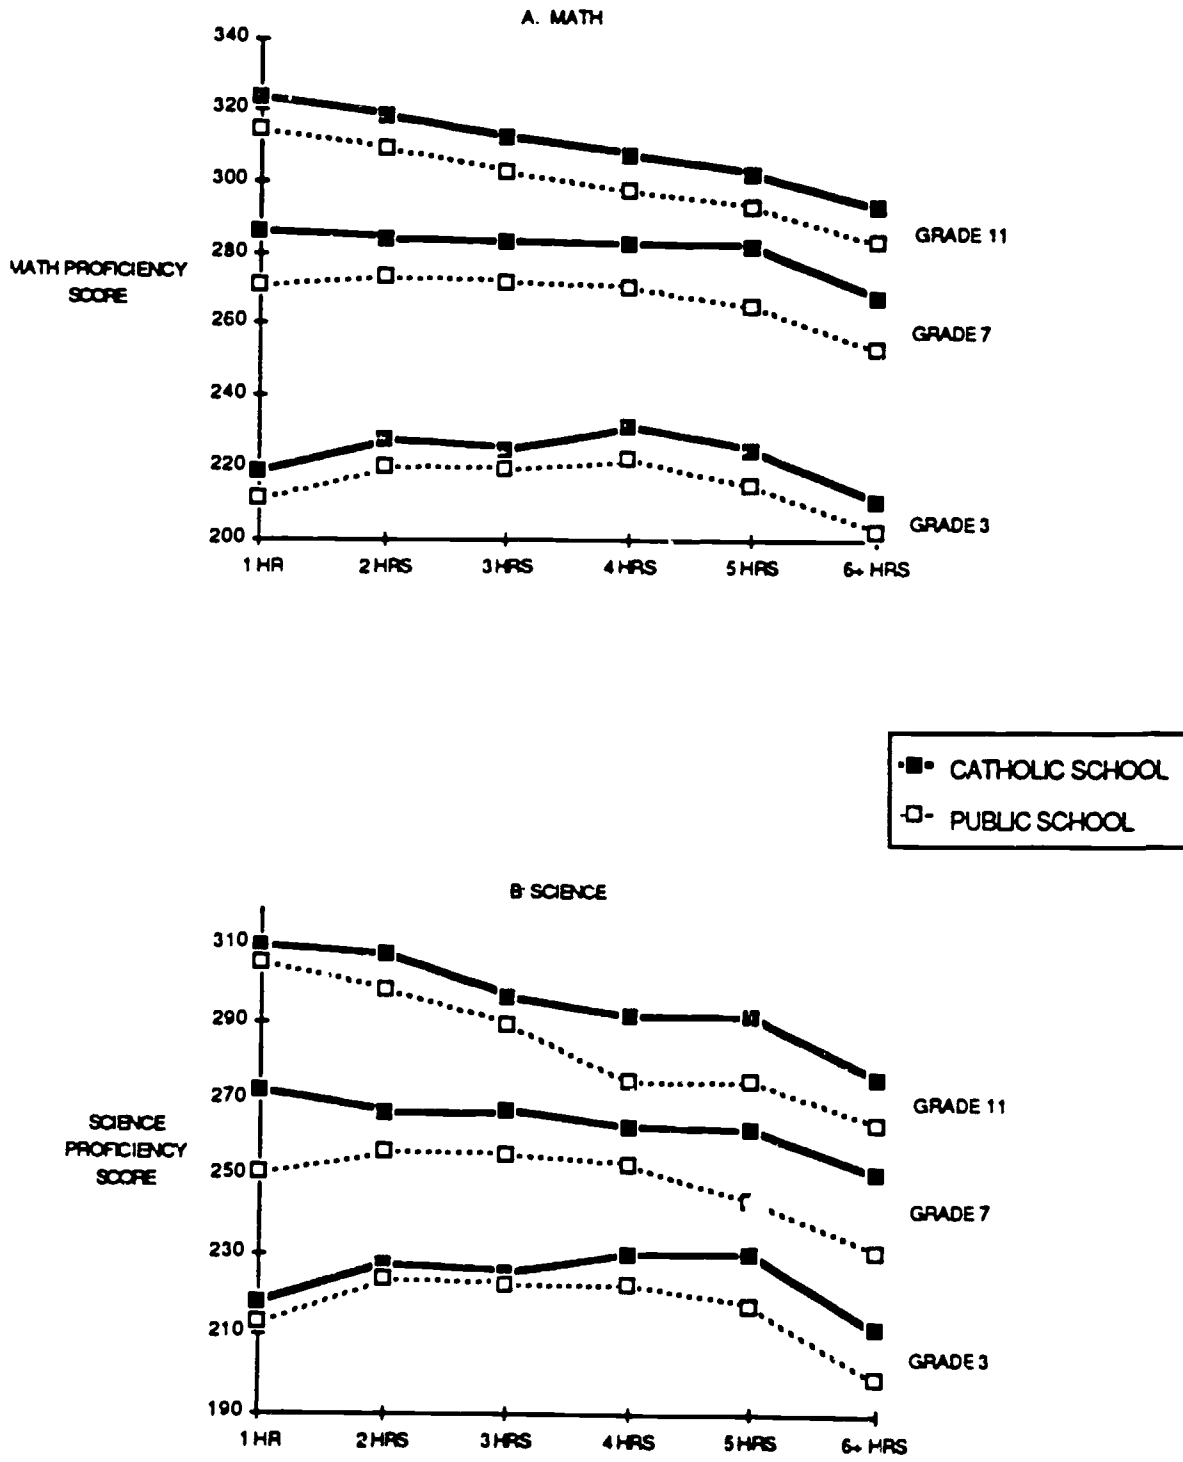 A. MATH
340
320
300
280
260
240
220
200
MATH PROFICIENCY
SCORE
GRADE 11
GRADE 7
GRADE 3
1 HR
2 HRS
3 HRS
4 HRS
5 HRS
6+ HRS
CATHOLIC SCHOOL
PUBLIC SCHOOL
B SCIENCE
310
290
270
250
230
210
190
SCIENCE
PROFICIENCY
SCORE
GRADE 11
GRADE 7
GRADE 3
1 HR
2 HRS
3 HRS
4 HRS
5 HRS
6+ HRS